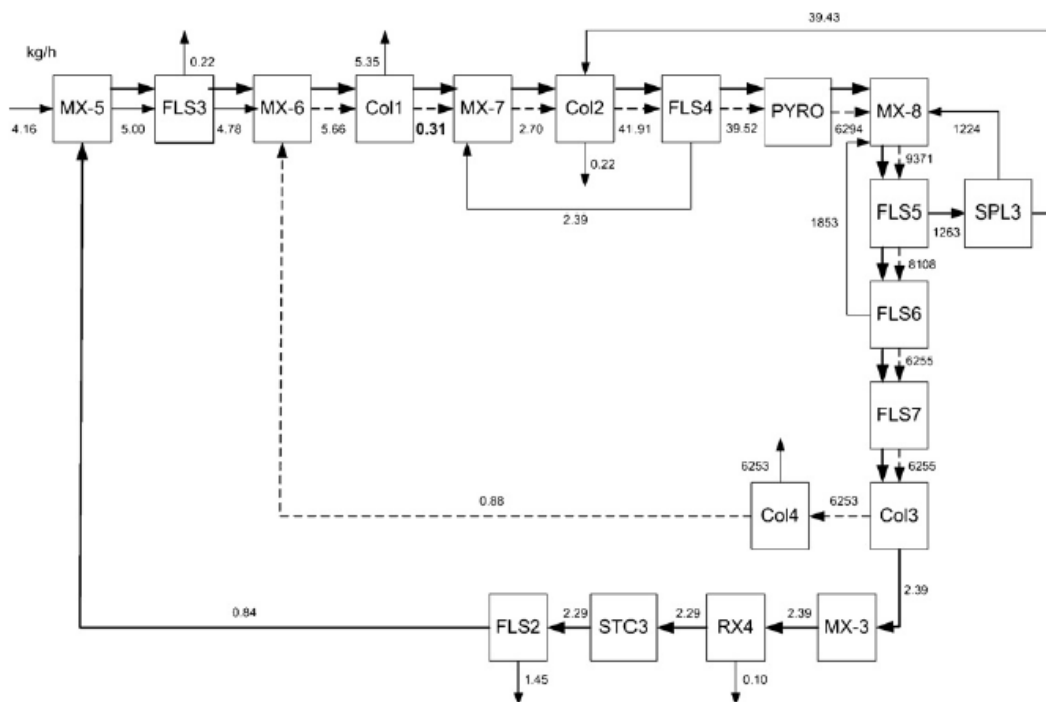 39.43
kg/h
0.22
5.35
MX-5
FLS3
MX-6
Col1
MX-7
Col2
FLS4
PYRO
MX-8
4.16
5.00
4.78
5.66
0.31
2.70
41.91
39.52
6294
1224
9371
0.22
2.39
1853
FLS5
1263
SPL3
8108
FLS6
6255
FLS7
6253
6255
0.88
Col4
6253
Col3
2.39
0.84
FLS2
2.29
STC3
2.29
RX4
2.39
MX-3
1.45
0.10